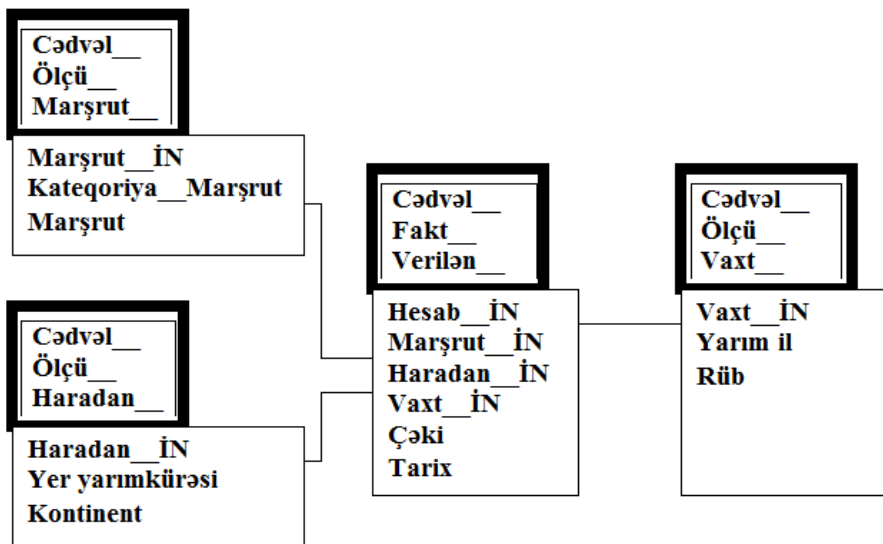 Cədvəl__
Ölçü__
Marşrut__
Marşrut__İN
Kateqoriya__Marşrut
Marşrut
Cədvəl__
Ölçü__
Haradan__
Haradan__İN
Yer yarımkürəsi
Kontinent
Cədvəl__
Fakt__
Verilən__
Hesab__İN
Marşrut__İN
Haradan__İN
Vaxt__İN
Çəki
Tarix
Cədvəl__
Ölçü__
Vaxt__
Vaxt__İN
Yarım il
Rüb